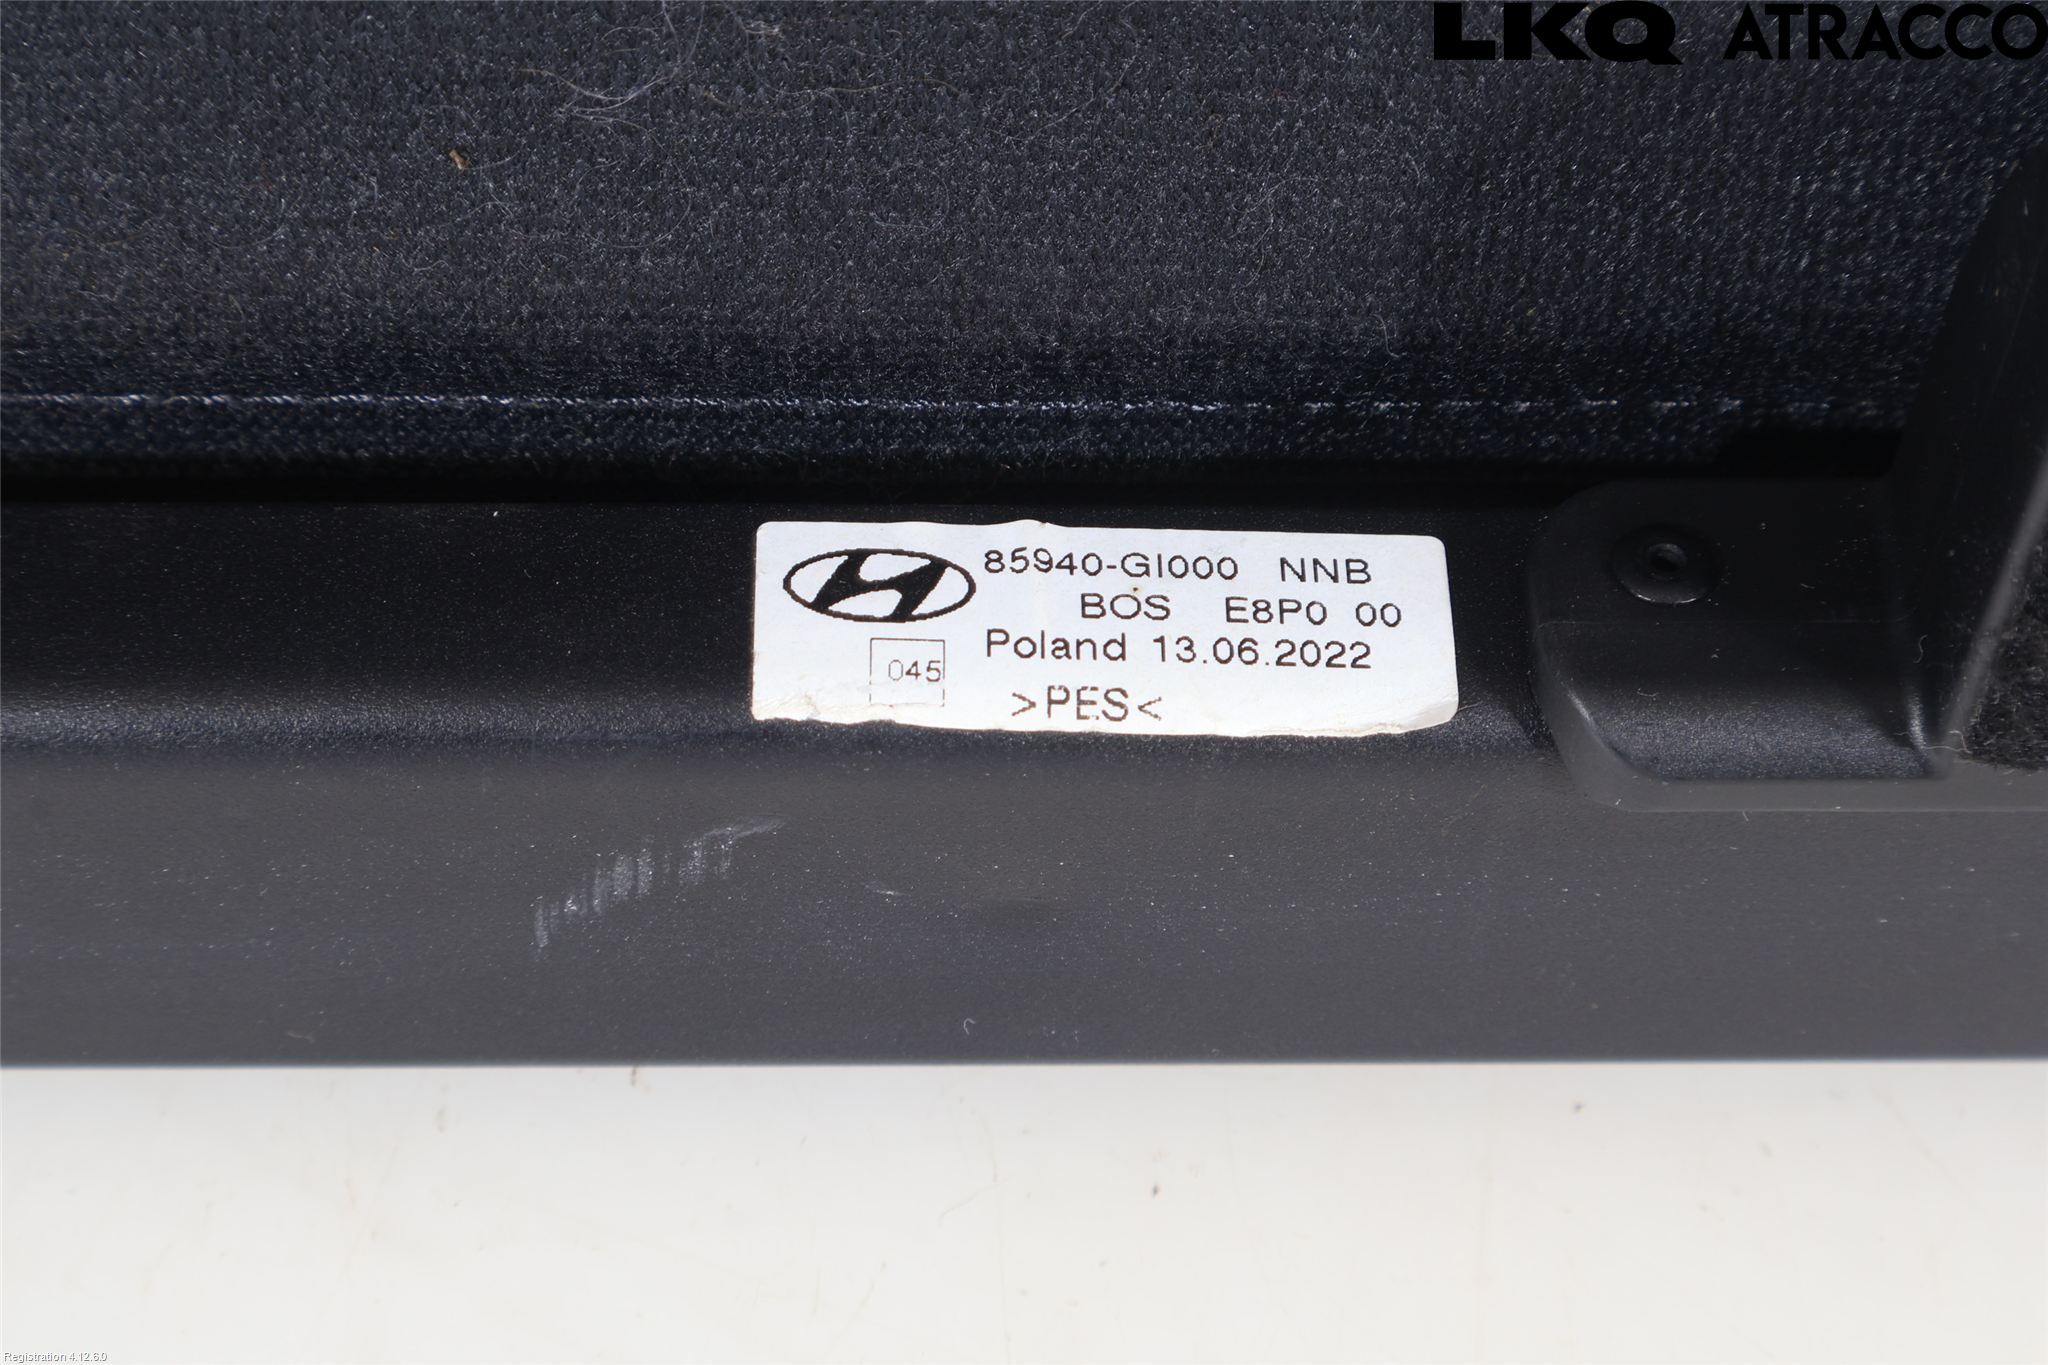 LKQ ATRACCO
85940-GI000 NNB
BOS E8P0 00
Poland 13.06.2022
045
>PES<
Registration 4.12.6.0